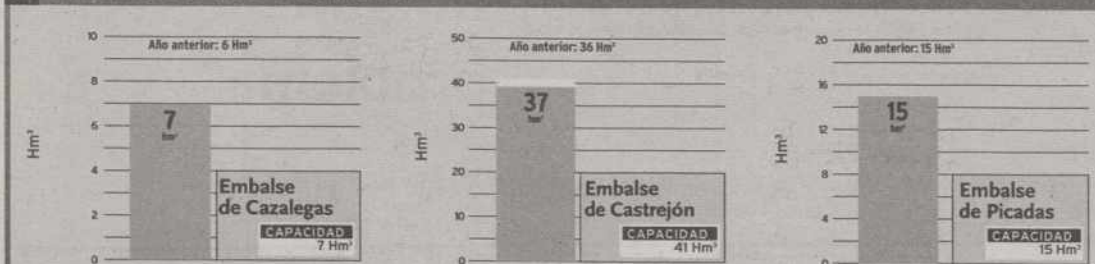 Hm³
10
8
6
4
2
0
Año anterior: 6 Hm³
7
hm³
Embalse
de Cazalegas
CAPACIDAD
7 Hm³
Hm³
50
40
30
20
10
0
Año anterior: 36 Hm³
37
hm³
Embalse
de Castrejón
CAPACIDAD
41 Hm³
Hm³
20
16
12
8
4
0
Año anterior: 15 Hm³
15
hm³
Embalse
de Picadas
CAPACIDAD
15 Hm³